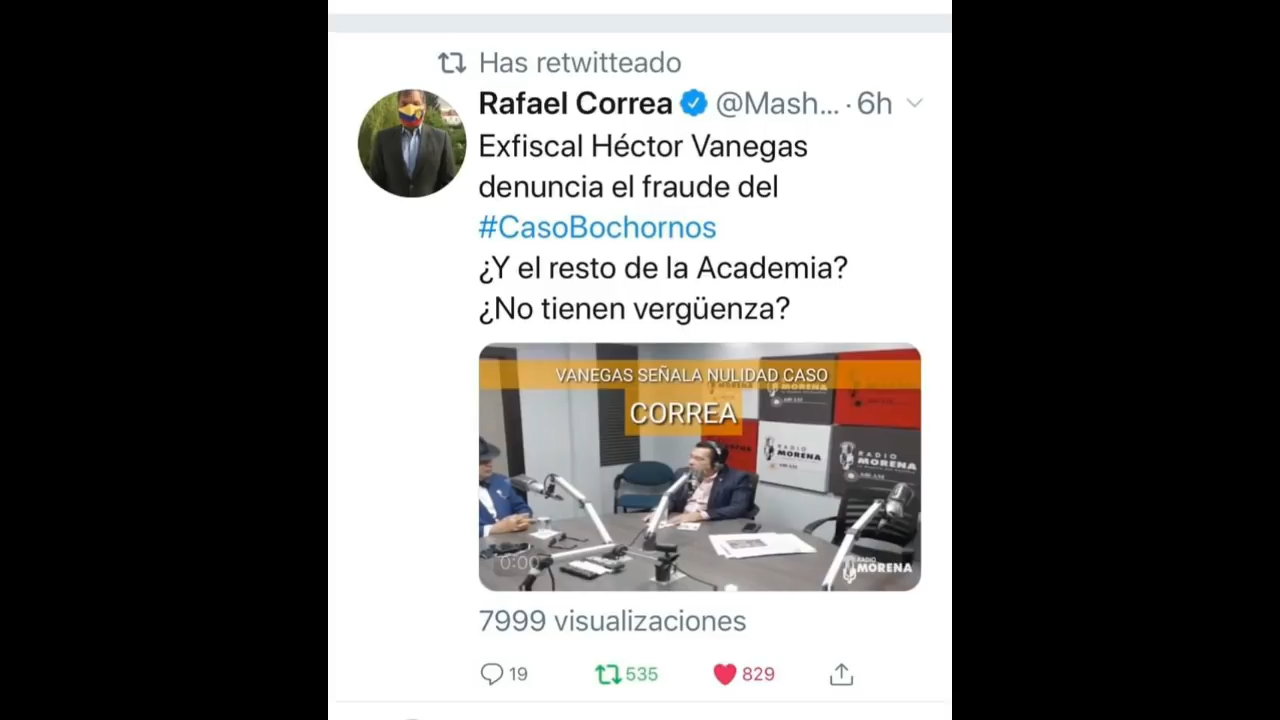 Has retwitteado
Rafael Correa @Mash... · 6h
Exfiscal Héctor Vanegas
denuncia el fraude del
#CasoBochornos
¿Y el resto de la Academia?
¿No tienen vergüenza?
VANEGAS SEÑALA NULIDAD CASO
CORREA
RADIO
MORENA
RADIO
MORENA
0:00
RADIO
MORENA
7999 visualizaciones
19 535 829